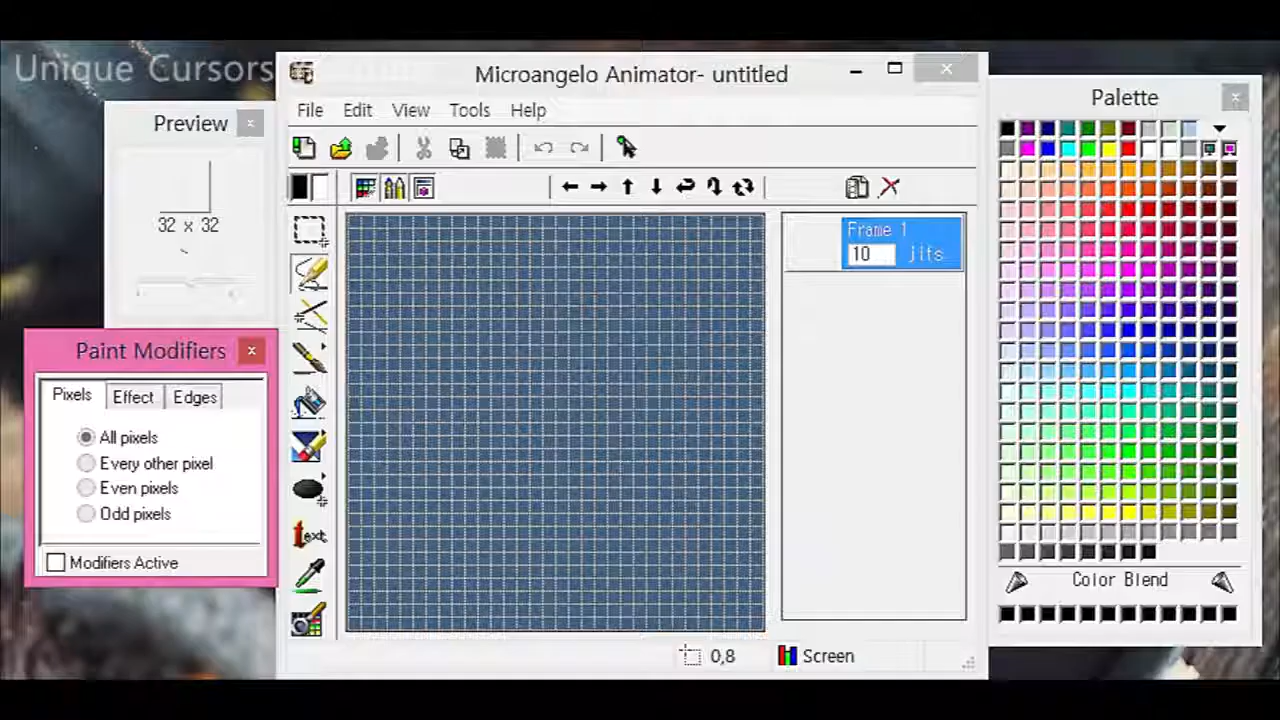 Unique Cursors
Microangelo Animator- untitled
File Edit View Tools Help
Preview
32 x 32
Frame 1
10 jifs
text
0,8
Screen
Paint Modifiers
Pixels Effect Edges
All pixels
Every other pixel
Even pixels
Odd pixels
Modifiers Active
Palette
Color Blend